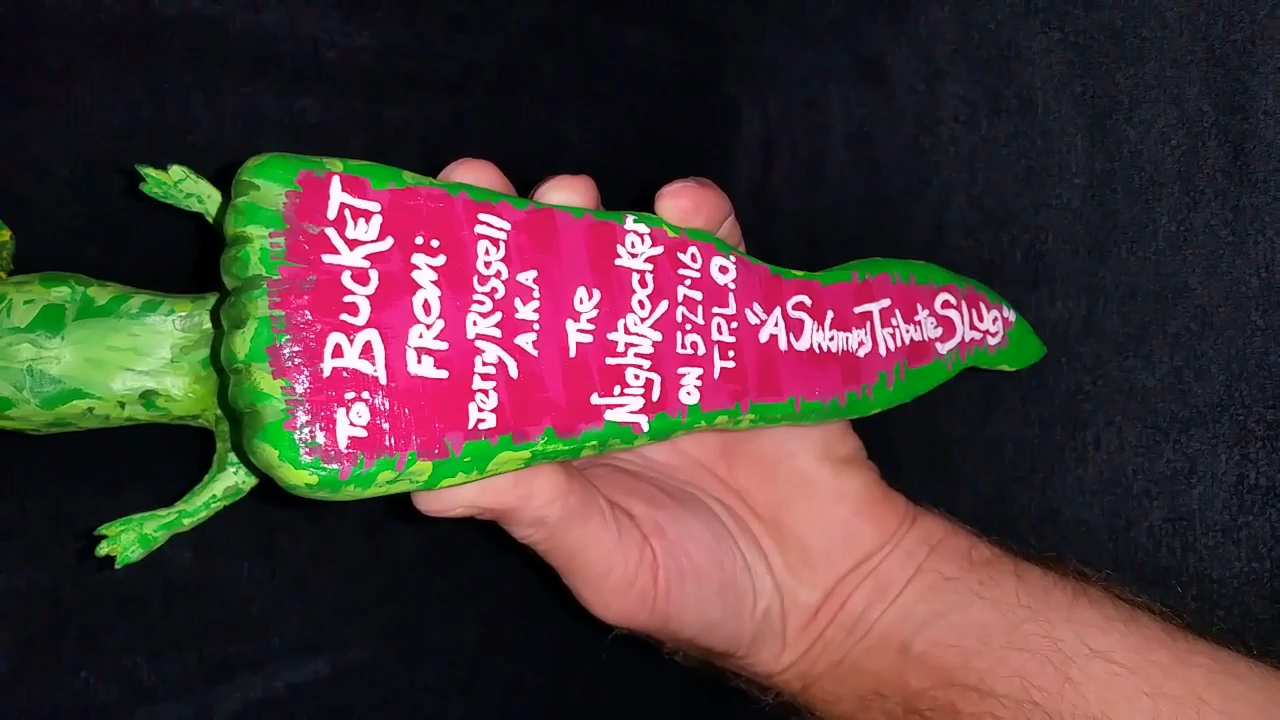 To: BUCKET
FROM:
Jerry Russell
A.K.A
The
NightRocker
ON 5·27·16
T.P.L.O.
"A Swampy Tribute SLUG"